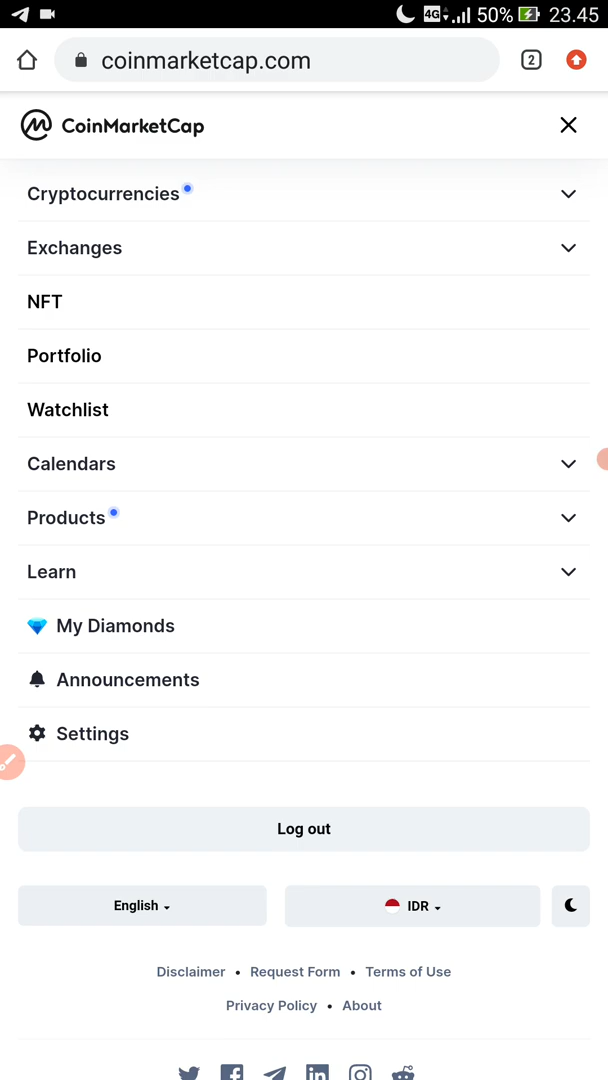 4G 50% 23.45
coinmarketcap.com 2
CoinMarketCap
Cryptocurrencies
Exchanges
NFT
Portfolio
Watchlist
Calendars
Products
Learn
My Diamonds
Announcements
Settings
Log out
English IDR
Disclaimer • Request Form • Terms of Use
Privacy Policy • About